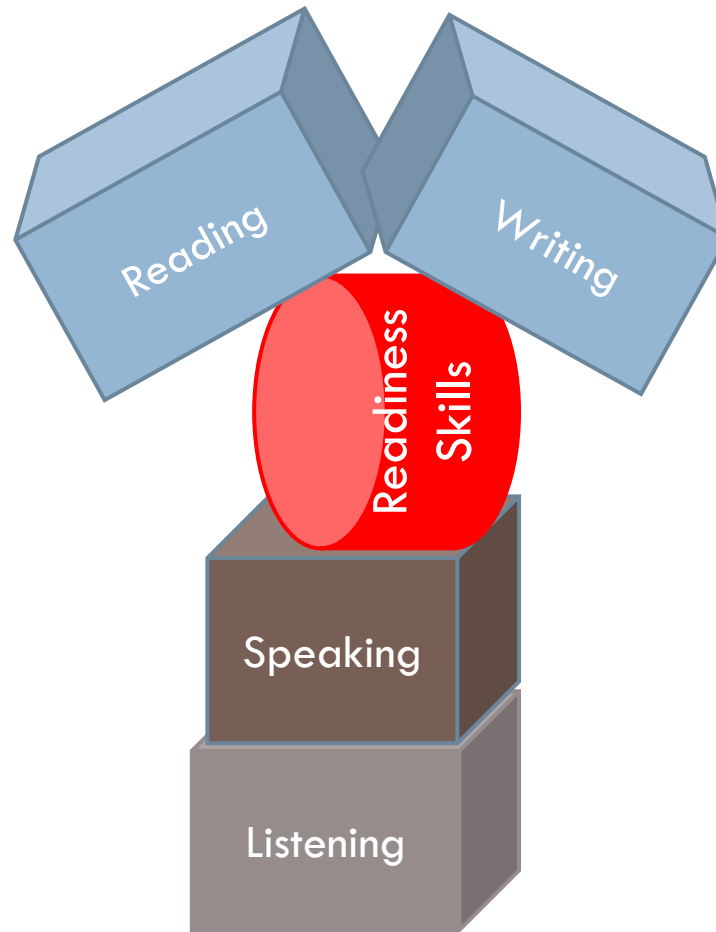 Reading
Writing
Readiness
Skills
Speaking
Listening